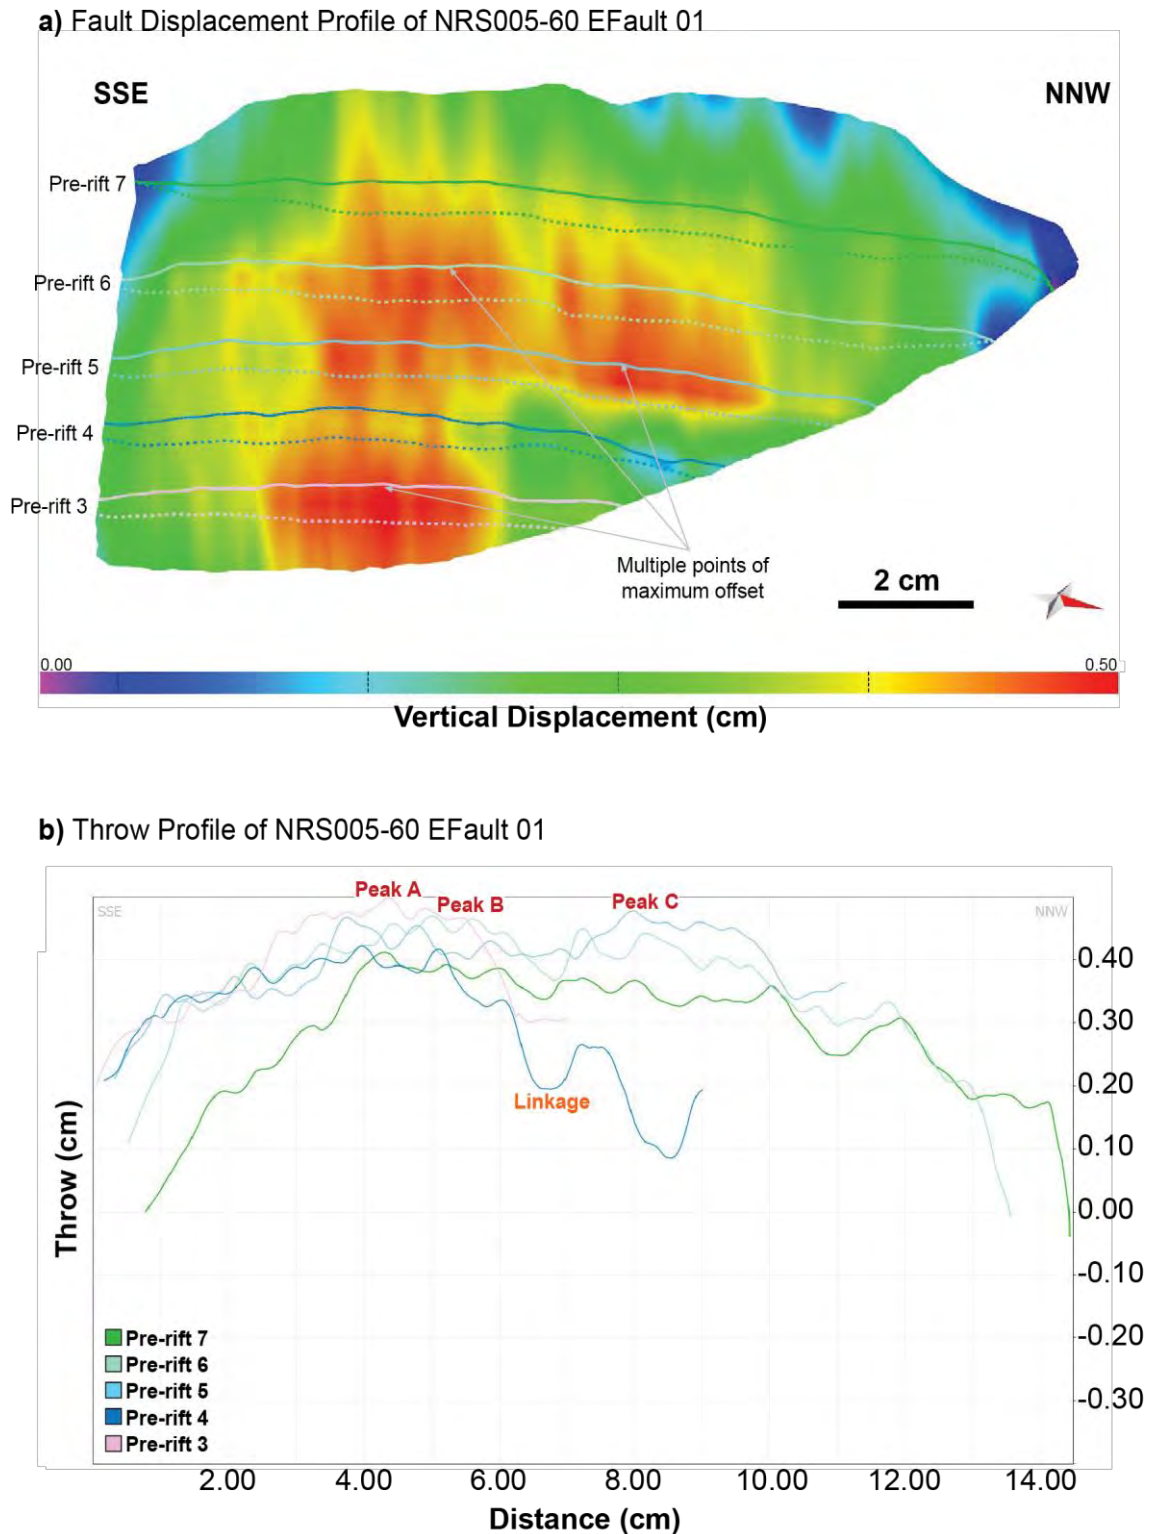 a) Fault Displacement Profile of NRS005-60 EFault 01
SSE
NNW
Pre-rift 7
Pre-rift 6
Pre-rift 5
Pre-rift 4
Pre-rift 3
Multiple points of
maximum offset
2 cm
0.00
0.50
Vertical Displacement (cm)
b) Throw Profile of NRS005-60 EFault 01
Peak A
Peak B
Peak C
SSE
NNW
0.40
0.30
0.20
Linkage
0.10
0.00
-0.10
-0.20
-0.30
Throw (cm)
Pre-rift 7
Pre-rift 6
Pre-rift 5
Pre-rift 4
Pre-rift 3
2.00 4.00 6.00 8.00 10.00 12.00 14.00
Distance (cm)